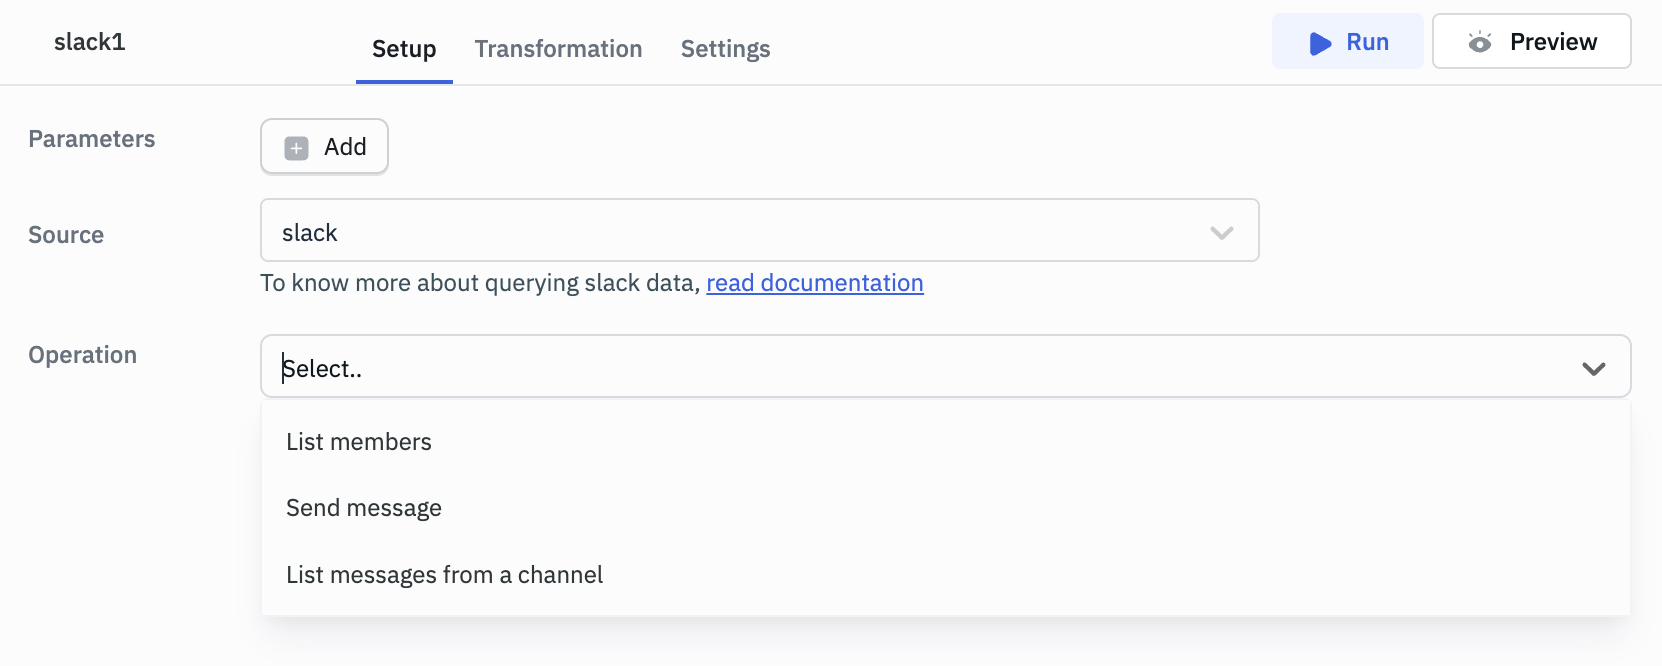 slack1
Setup Transformation Settings
Run Preview
Parameters
Add
Source
slack
To know more about querying slack data, read documentation
Operation
Select..
List members
Send message
List messages from a channel